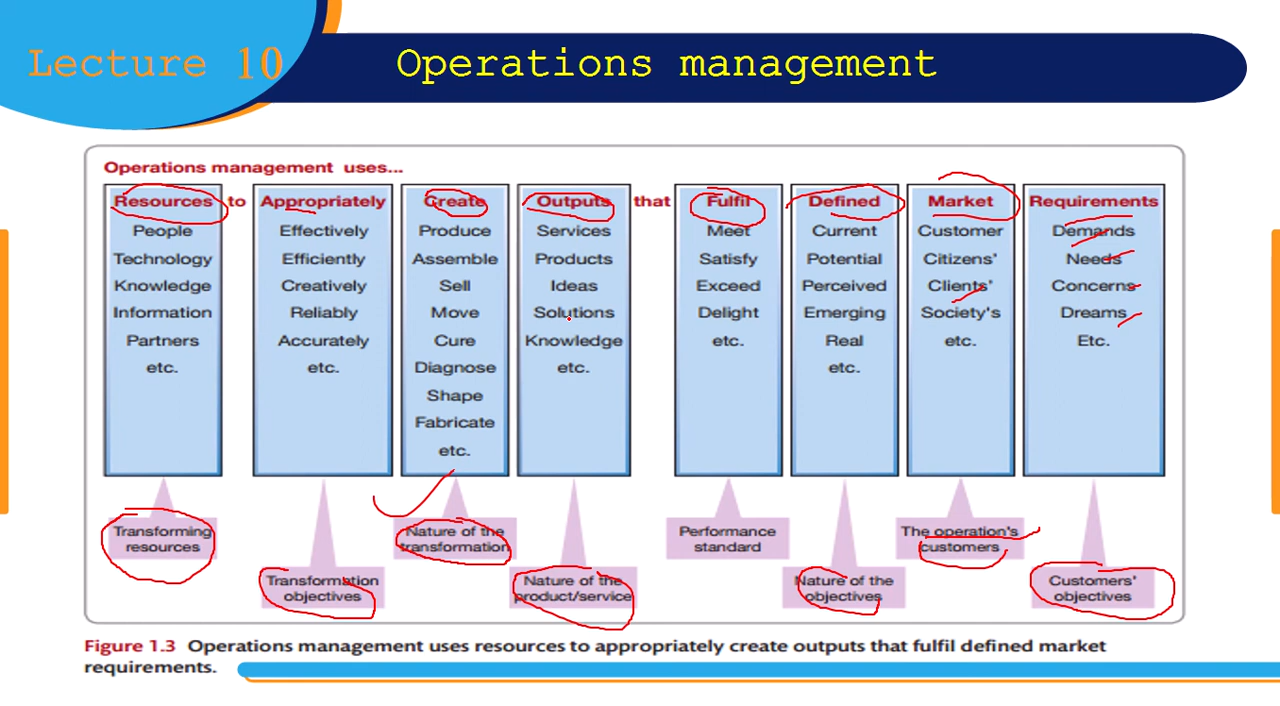 Lecture 10
Operations management
Operations management uses...
Resources to Appropriately Create Outputs that Fulfil Defined Market Requirements
People
Technology
Knowledge
Information
Partners
etc.
Effectively
Efficiently
Creatively
Reliably
Accurately
etc.
Produce
Assemble
Sell
Move
Cure
Diagnose
Shape
Fabricate
etc.
Services
Products
Ideas
Solutions
Knowledge
etc.
Meet
Satisfy
Exceed
Delight
etc.
Current
Potential
Perceived
Emerging
Real
etc.
Customer
Citizens'
Clients'
Society's
etc.
Demands
Needs
Concerns
Dreams
Etc.
Transforming
resources
Transformation
objectives
Nature of the
transformation
Nature of the
product/service
Performance
standard
Nature of the
objectives
The operation's
customers
Customers'
objectives
Figure 1.3 Operations management uses resources to appropriately create outputs that fulfil defined market
requirements.